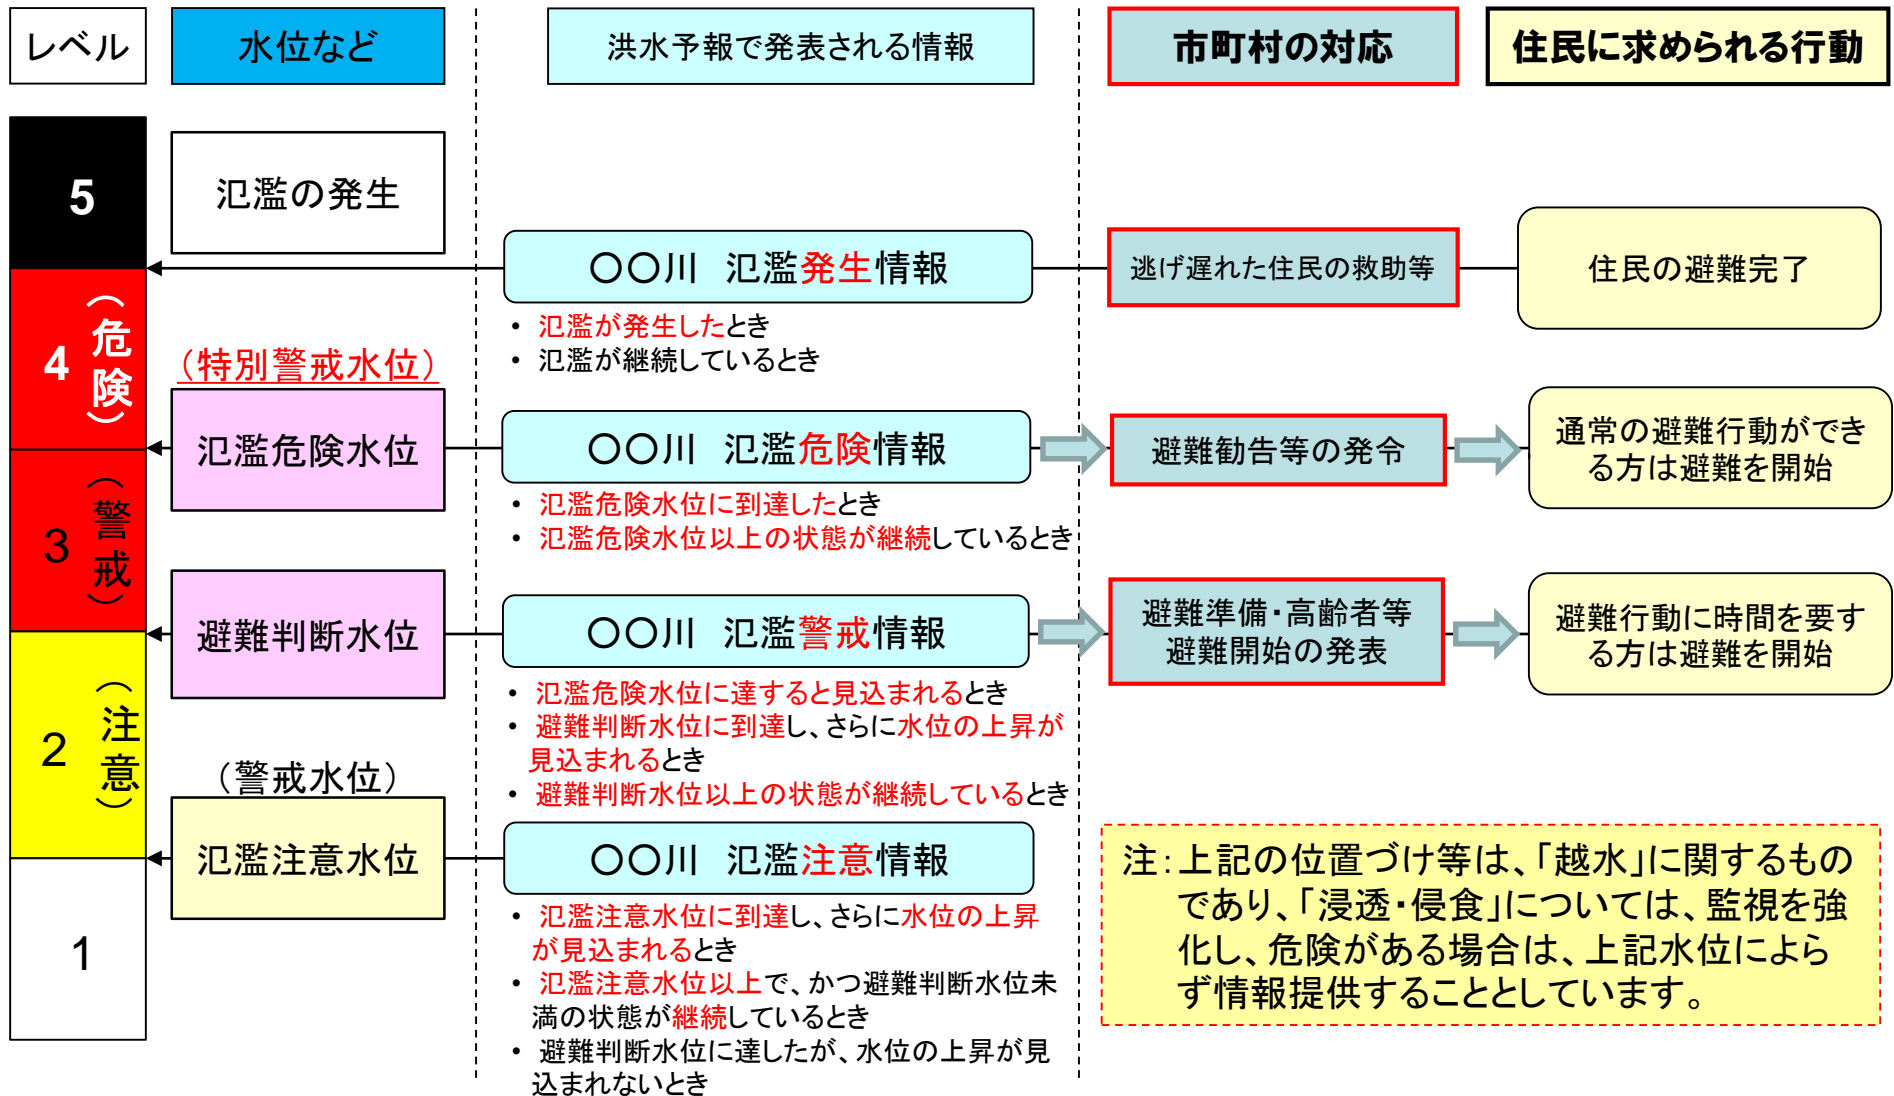 レベル
水位など
洪水予報で発表される情報
市町村の対応
住民に求められる行動
5
氾濫の発生
〇〇川　氾濫発生情報
逃げ遅れた住民の救助等
住民の避難完了
・ 氾濫が発生したとき
・ 氾濫が継続しているとき
4
（危険）
（特別警戒水位）
氾濫危険水位
〇〇川　氾濫危険情報
避難勧告等の発令
通常の避難行動ができ
る方は避難を開始
・ 氾濫危険水位に到達したとき
・ 氾濫危険水位以上の状態が継続しているとき
3
（警戒）
避難判断水位
〇〇川　氾濫警戒情報
避難準備・高齢者等
避難開始の発表
避難行動に時間を要す
る方は避難を開始
・ 氾濫危険水位に達すると見込まれるとき
・ 避難判断水位に到達し、さらに水位の上昇が
見込まれるとき
・ 避難判断水位以上の状態が継続しているとき
2
（注意）
（警戒水位）
氾濫注意水位
〇〇川　氾濫注意情報
・ 氾濫注意水位に到達し、さらに水位の上昇
が見込まれるとき
・ 氾濫注意水位以上で、かつ避難判断水位未
満の状態が継続しているとき
・ 避難判断水位に達したが、水位の上昇が見
込まれないとき
1
注：上記の位置づけ等は、「越水」に関するもの
であり、「浸透・侵食」については、監視を強
化し、危険がある場合は、上記水位によら
ず情報提供することとしています。